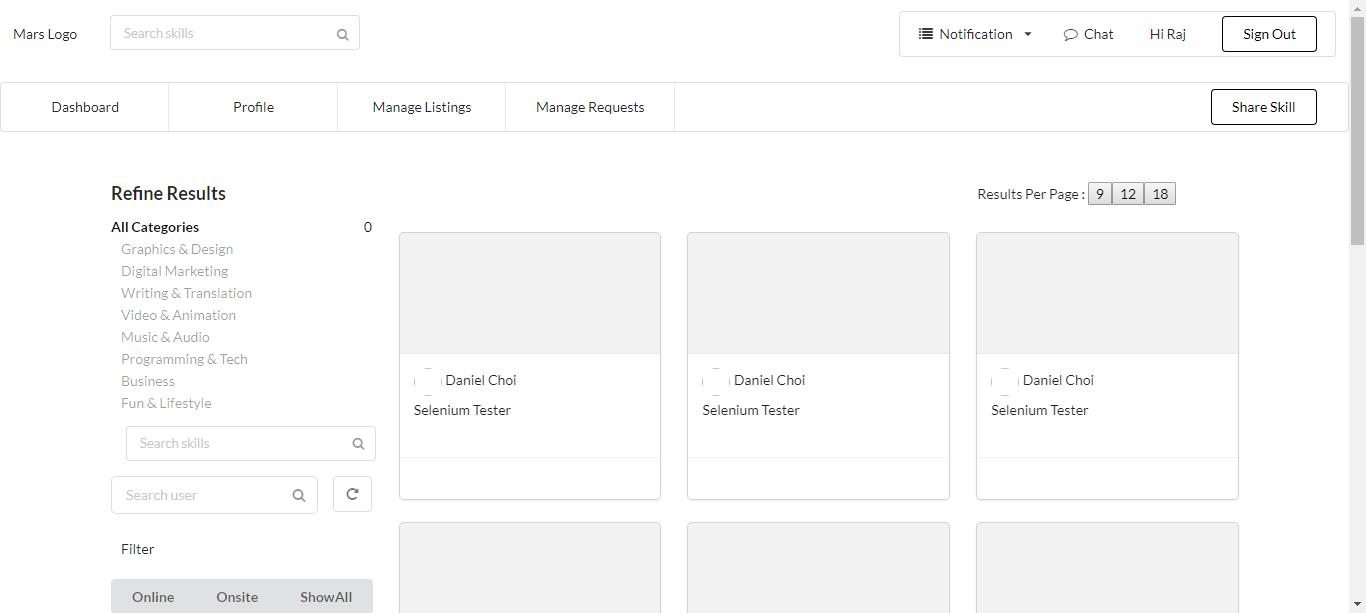 Mars Logo
Search skills
Notification
Chat
Hi Raj
Sign Out
Dashboard
Profile
Manage Listings
Manage Requests
Share Skill
Refine Results
Results Per Page : 9 12 18
All Categories 0
Graphics & Design
Digital Marketing
Writing & Translation
Video & Animation
Music & Audio
Programming & Tech
Business
Fun & Lifestyle
Search skills
Search user
Filter
Online
Onsite
ShowAll
Daniel Choi
Selenium Tester
Daniel Choi
Selenium Tester
Daniel Choi
Selenium Tester